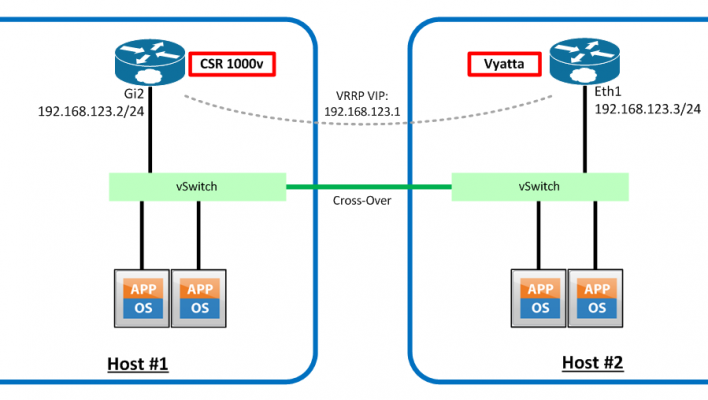 CSR 1000v
Vyatta
Gi2
192.168.123.2/24
VRRP VIP:
192.168.123.1
Eth1
192.168.123.3/24
vSwitch
Cross-Over
vSwitch
APP
OS
APP
OS
APP
OS
APP
OS
Host #1
Host #2